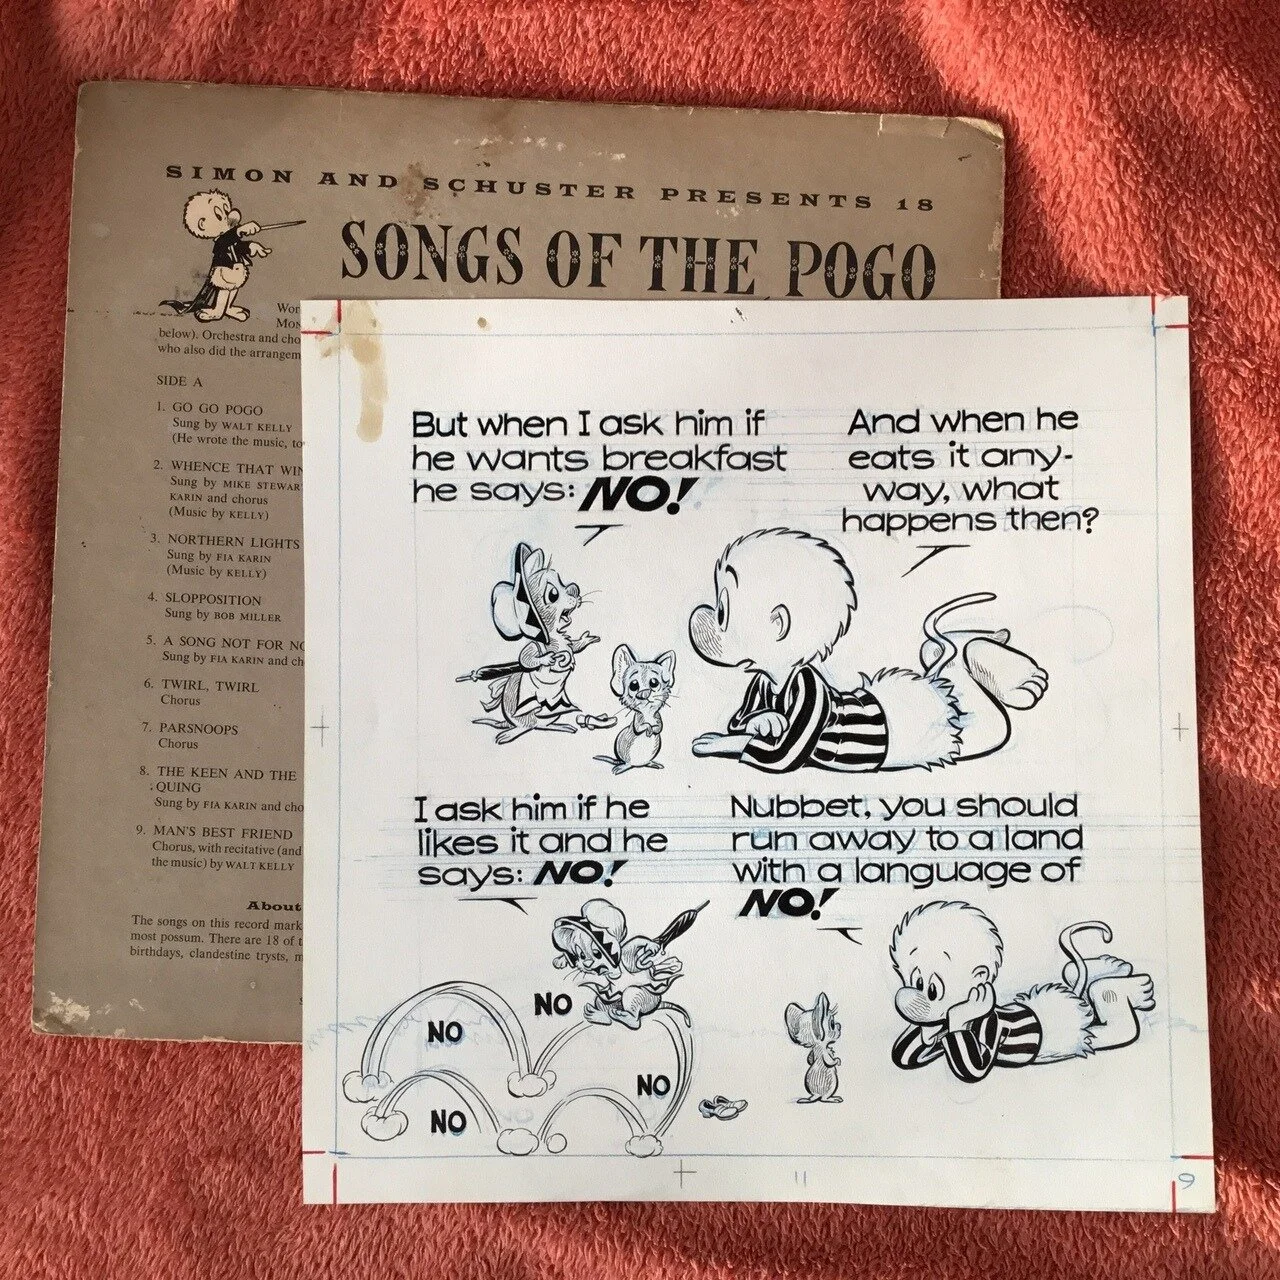 SIMON AND SCHUSTER PRESENTS 18
SONGS OF THE POGO
below). Orchestra and
who also did the
SIDE A
1. GO GO POGO
Sung by WALT KELLY
(He wrote the music,
2. WHENCE THAT
Sung by MIKE
KARIN and chorus
(Music by KELLY)
3. NORTHERN LIGHTS
Sung by FIA KARIN
(Music by KELLY)
4. SLOPPOSITION
Sung by BOB MILLER
5. A SONG NOT FOR
Sung by FIA KARIN and
6. TWIRL, TWIRL
Chorus
7. PARSNOOPS
Chorus
8. THE KEEN AND THE
QUING
Sung by FIA KARIN and
9. MAN'S BEST FRIEND
Chorus, with recitative (and
the music) by WALT KELLY
About
The songs on this record
most possum. There are 18 of
birthdays, clandestine trysts,
But when I ask him if
he wants breakfast
he says: NO!
And when he
eats it any-
way, what
happens then?
I ask him if he
likes it and he
says: NO!
Nubbet, you should
run away to a land
with a language of
NO!
NO
NO
NO
NO
11
9